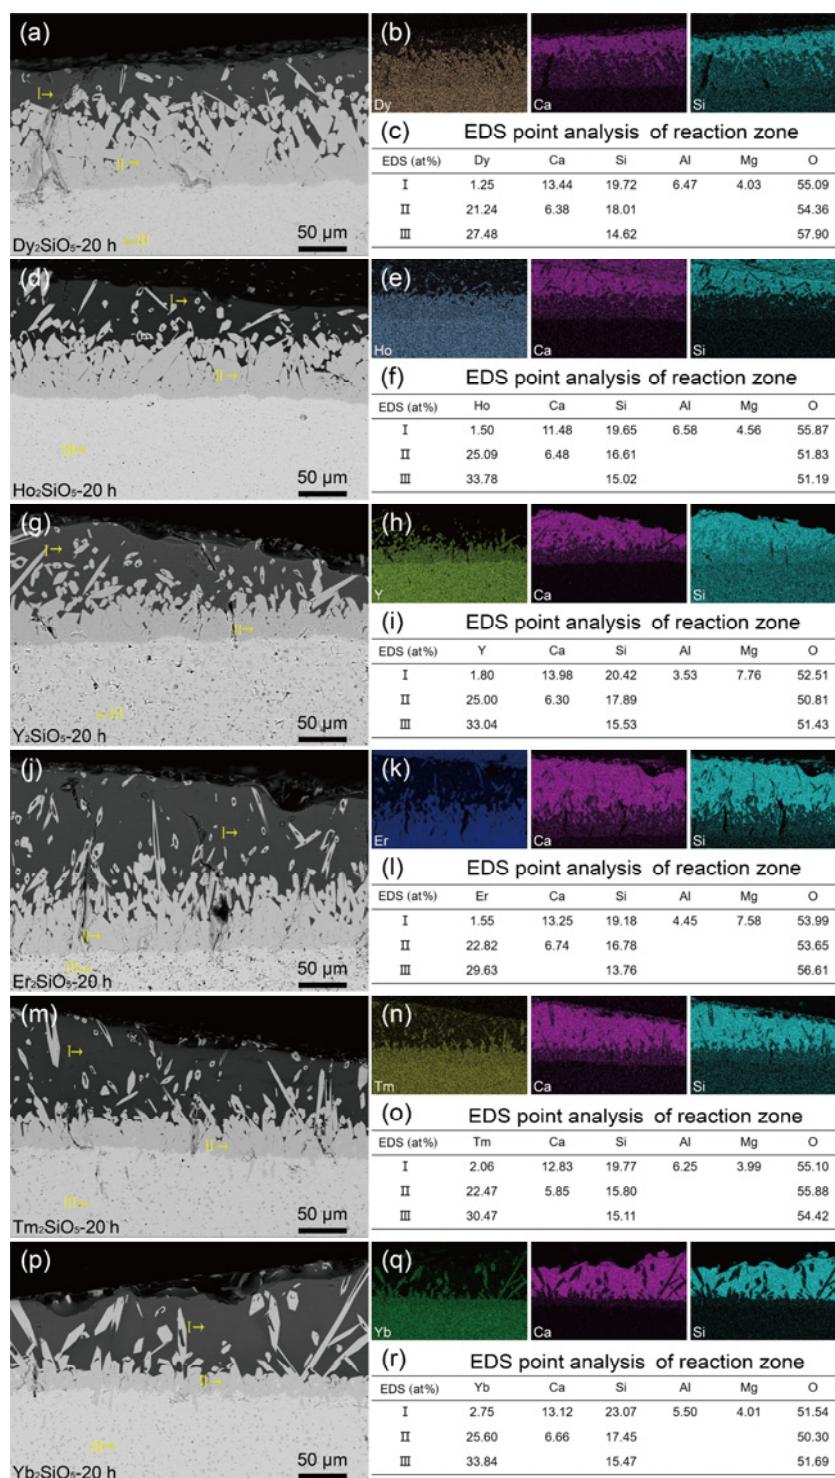 (a)
I→
II→
←III
Dy₂SiO₅-20 h
50 μm
(b)
Dy
Ca
Si
(c) EDS point analysis of reaction zone
EDS (at%) Dy Ca Si Al Mg O
I 1.25 13.44 19.72 6.47 4.03 55.09
II 21.24 6.38 18.01 54.36
III 27.48 14.62 57.90
(d)
I→
II→
III→
Ho₂SiO₅-20 h
50 μm
(e)
Ho
Ca
Si
(f) EDS point analysis of reaction zone
EDS (at%) Ho Ca Si Al Mg O
I 1.50 11.48 19.65 6.58 4.56 55.87
II 25.09 6.48 16.61 51.83
III 33.78 15.02 51.19
(g)
I→
II→
←III
Y₂SiO₅-20 h
50 μm
(h)
Y
Ca
Si
(i) EDS point analysis of reaction zone
EDS (at%) Y Ca Si Al Mg O
I 1.80 13.98 20.42 3.53 7.76 52.51
II 25.00 6.30 17.89 50.81
III 33.04 15.53 51.43
(j)
I→
II→
III→
Er₂SiO₅-20 h
50 μm
(k)
Er
Ca
Si
(l) EDS point analysis of reaction zone
EDS (at%) Er Ca Si Al Mg O
I 1.55 13.25 19.18 4.45 7.58 53.99
II 22.82 6.74 16.78 53.65
III 29.63 13.76 56.61
(m)
I→
II→
III→
Tm₂SiO₅-20 h
50 μm
(n)
Tm
Ca
Si
(o) EDS point analysis of reaction zone
EDS (at%) Tm Ca Si Al Mg O
I 2.06 12.83 19.77 6.25 3.99 55.10
II 22.47 5.85 15.80 55.88
III 30.47 15.11 54.42
(p)
I→
II→
III→
Yb₂SiO₅-20 h
50 μm
(q)
Yb
Ca
Si
(r) EDS point analysis of reaction zone
EDS (at%) Yb Ca Si Al Mg O
I 2.75 13.12 23.07 5.50 4.01 51.54
II 25.60 6.66 17.45 50.30
III 33.84 15.47 51.69